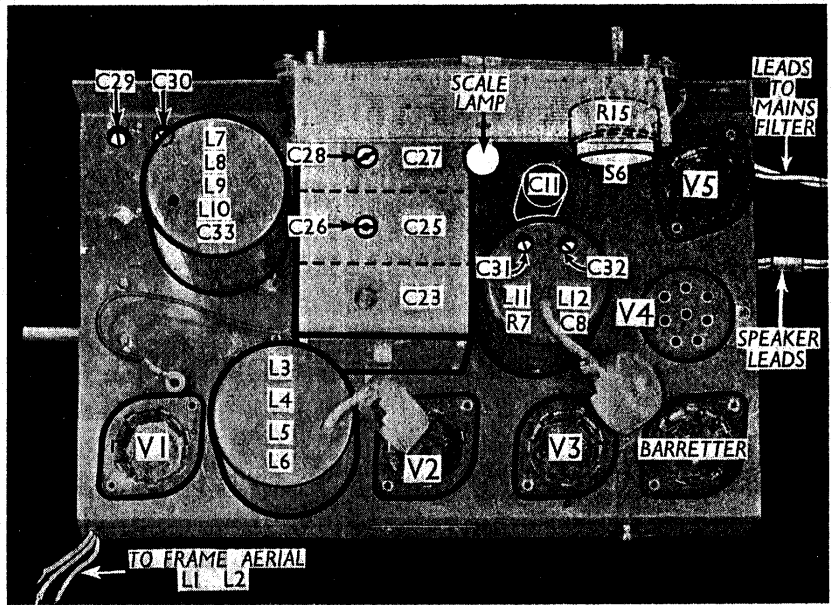 C29 C30
SCALE
LAMP
LEADS
TO
MAINS
FILTER
R15
L7
L8
L9
L10
C33
C28 C27
S6
C11
V5
C26 C25
C31 C32
C23
L11 L12
R7 C8
V4
SPEAKER
LEADS
L3
L4
L5
L6
V1
V2
V3
BARRETTER
TO FRAME AERIAL
L1 L2